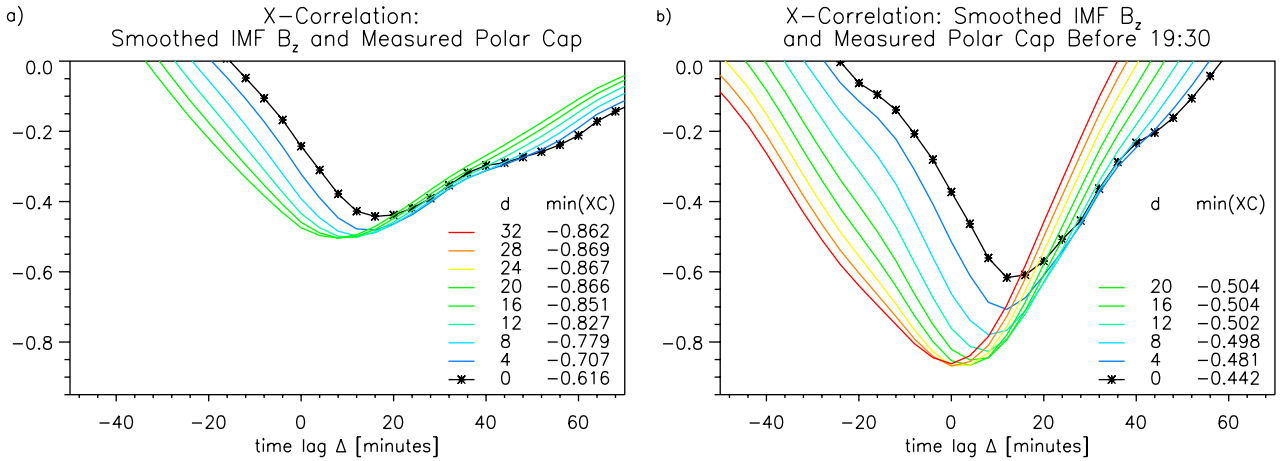 a)
X-Correlation:
Smoothed IMF Bz and Measured Polar Cap
0.0
−0.2
−0.4
−0.6
−0.8
d min(XC)
32 −0.862
28 −0.869
24 −0.867
20 −0.866
16 −0.851
12 −0.827
8 −0.779
4 −0.707
0 −0.616
−40 −20 0 20 40 60
time lag Δ [minutes]
b)
X-Correlation: Smoothed IMF Bz
and Measured Polar Cap Before 19:30
0.0
−0.2
−0.4
−0.6
−0.8
d min(XC)
20 −0.504
16 −0.504
12 −0.502
8 −0.498
4 −0.481
0 −0.442
−40 −20 0 20 40 60
time lag Δ [minutes]